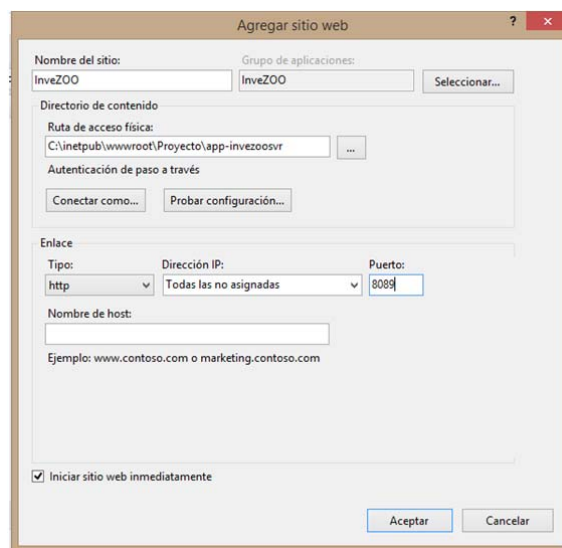 Agregar sitio web
? x
Nombre del sitio: Grupo de aplicaciones:
InveZOO InveZOO Seleccionar...
Directorio de contenido
Ruta de acceso física:
C:\inetpub\wwwroot\Proyecto\app-invezoosvr ...
Autenticación de paso a través
Conectar como... Probar configuración...
Enlace
Tipo: Dirección IP: Puerto:
http Todas las no asignadas 8089
Nombre de host:
Ejemplo: www.contoso.com o marketing.contoso.com
Iniciar sitio web inmediatamente
Aceptar Cancelar